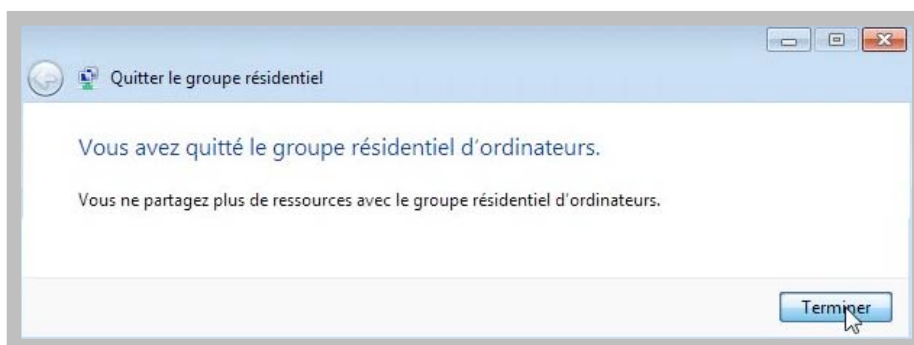 Quitter le groupe résidentiel
Vous avez quitté le groupe résidentiel d'ordinateurs.
Vous ne partagez plus de ressources avec le groupe résidentiel d'ordinateurs.
Terminer